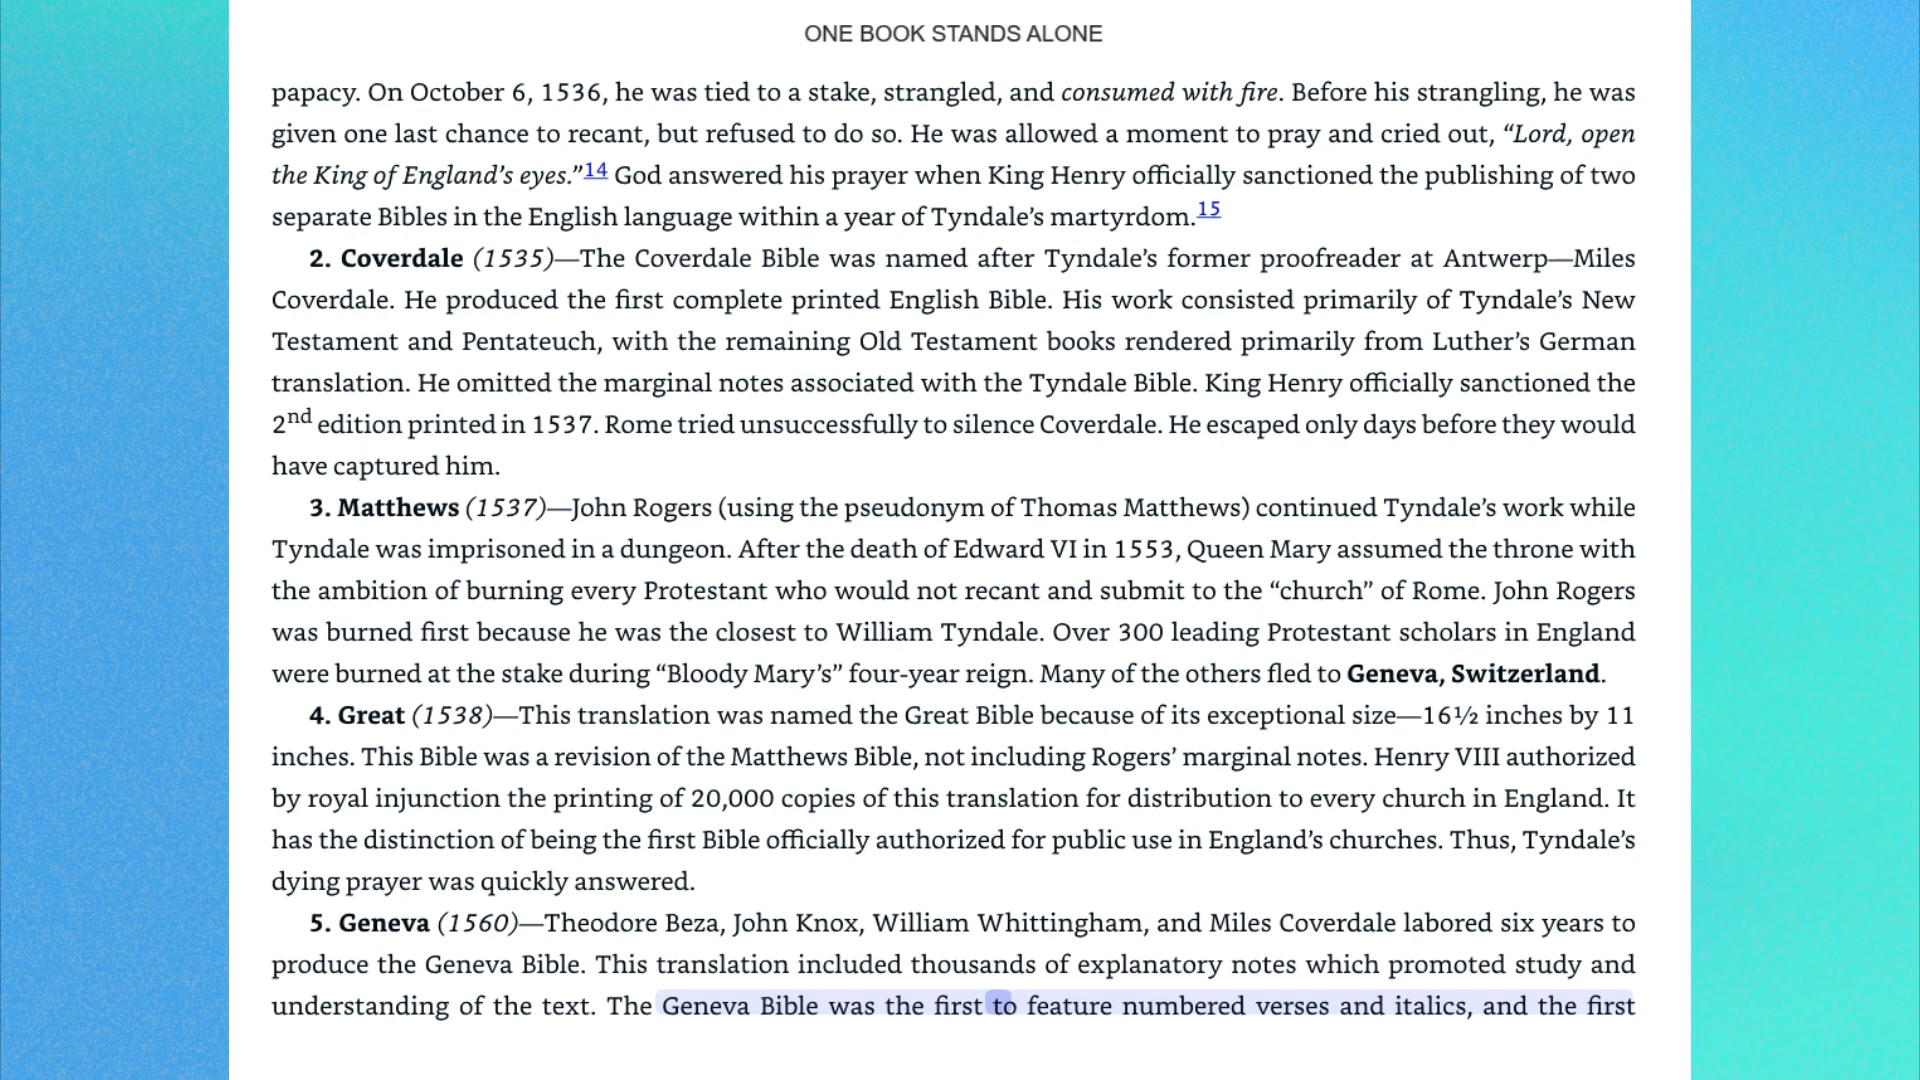 ONE BOOK STANDS ALONE
papacy. On October 6, 1536, he was tied to a stake, strangled, and consumed with fire. Before his strangling, he was
given one last chance to recant, but refused to do so. He was allowed a moment to pray and cried out, “Lord, open
the King of England’s eyes.”14 God answered his prayer when King Henry officially sanctioned the publishing of two
separate Bibles in the English language within a year of Tyndale’s martyrdom.15
2. Coverdale (1535)—The Coverdale Bible was named after Tyndale’s former proofreader at Antwerp—Miles
Coverdale. He produced the first complete printed English Bible. His work consisted primarily of Tyndale’s New
Testament and Pentateuch, with the remaining Old Testament books rendered primarily from Luther’s German
translation. He omitted the marginal notes associated with the Tyndale Bible. King Henry officially sanctioned the
2nd edition printed in 1537. Rome tried unsuccessfully to silence Coverdale. He escaped only days before they would
have captured him.
3. Matthews (1537)—John Rogers (using the pseudonym of Thomas Matthews) continued Tyndale’s work while
Tyndale was imprisoned in a dungeon. After the death of Edward VI in 1553, Queen Mary assumed the throne with
the ambition of burning every Protestant who would not recant and submit to the “church” of Rome. John Rogers
was burned first because he was the closest to William Tyndale. Over 300 leading Protestant scholars in England
were burned at the stake during “Bloody Mary’s” four-year reign. Many of the others fled to Geneva, Switzerland.
4. Great (1538)—This translation was named the Great Bible because of its exceptional size—16½ inches by 11
inches. This Bible was a revision of the Matthews Bible, not including Rogers’ marginal notes. Henry VIII authorized
by royal injunction the printing of 20,000 copies of this translation for distribution to every church in England. It
has the distinction of being the first Bible officially authorized for public use in England’s churches. Thus, Tyndale’s
dying prayer was quickly answered.
5. Geneva (1560)—Theodore Beza, John Knox, William Whittingham, and Miles Coverdale labored six years to
produce the Geneva Bible. This translation included thousands of explanatory notes which promoted study and
understanding of the text. The Geneva Bible was the first to feature numbered verses and italics, and the first